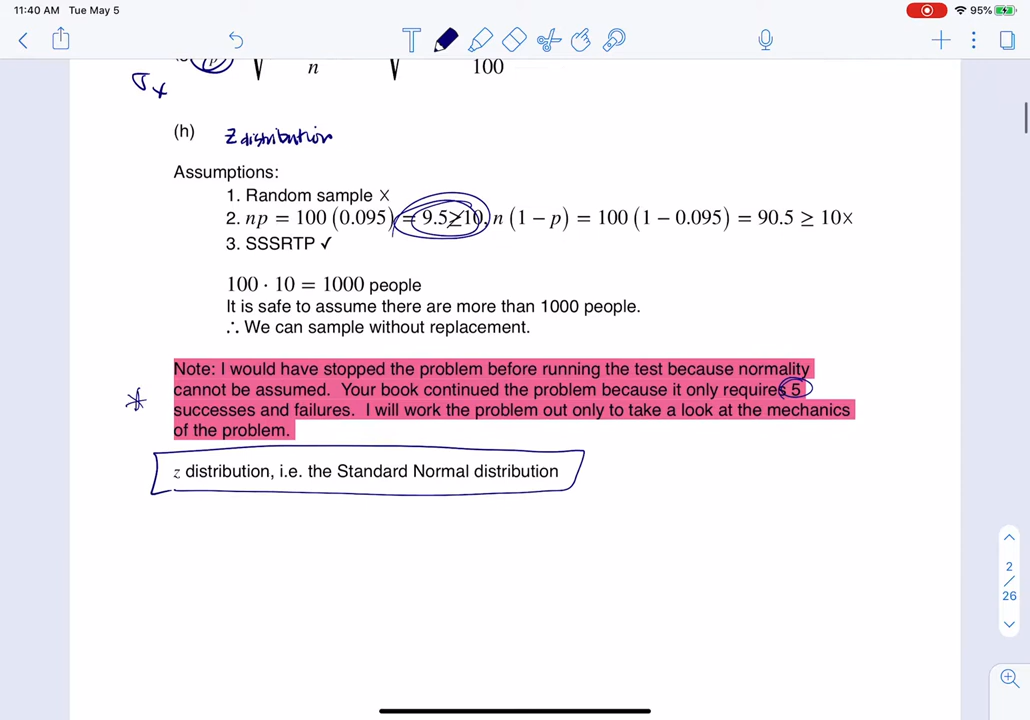 11:40 AM Tue May 5
95%
n
100
σx
(h) z distribution
Assumptions:
1. Random sample ×
2. np = 100 (0.095) = 9.5 ≱ 10, n (1 − p) = 100 (1 − 0.095) = 90.5 ≥ 10×
3. SSSRTP ✓
100 · 10 = 1000 people
It is safe to assume there are more than 1000 people.
∴ We can sample without replacement.
Note: I would have stopped the problem before running the test because normality
cannot be assumed. Your book continued the problem because it only requires 5
* successes and failures. I will work the problem out only to take a look at the mechanics
of the problem.
z distribution, i.e. the Standard Normal distribution
2
/
26